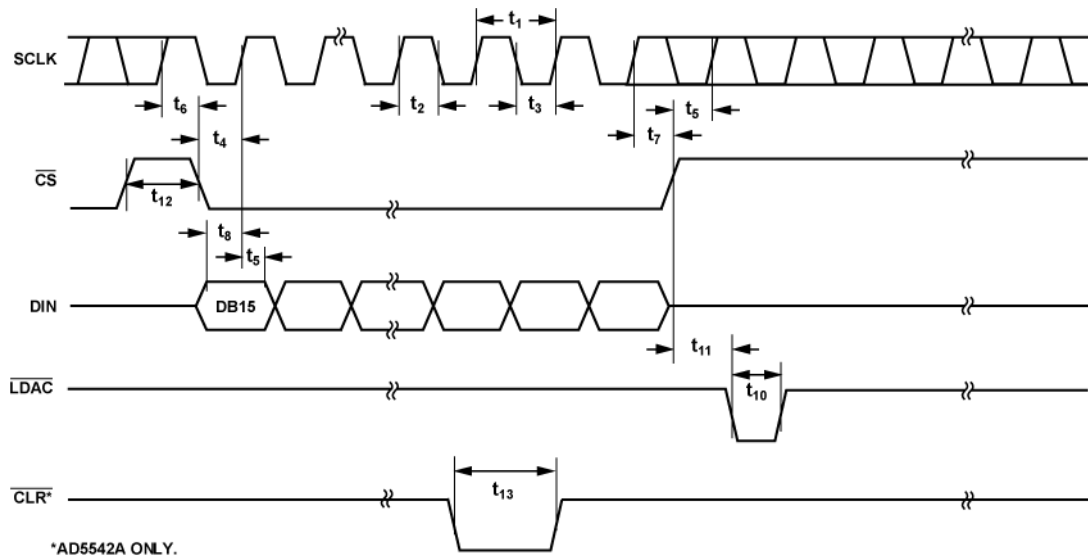 t1
SCLK
t6
t2
t3
t5
t4
t7
CS
t12
t8
t5
DIN
DB15
t11
LDAC
t10
CLR*
t13
*AD5542A ONLY.